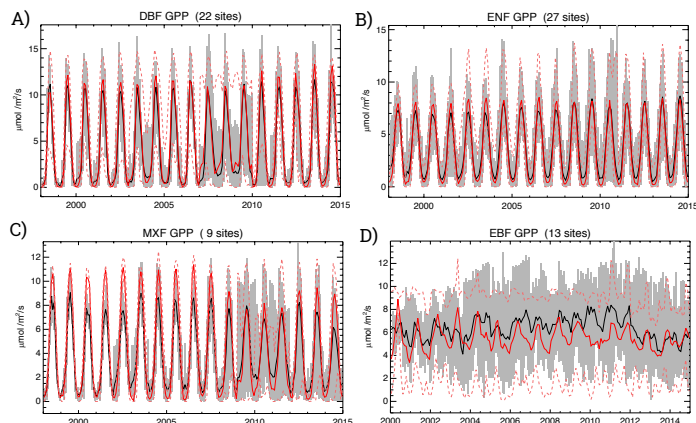 A) DBF GPP (22 sites)
μmol /m²/s
15
10
5
0
2000 2005 2010 2015
B) ENF GPP (27 sites)
μmol /m²/s
15
10
5
0
2000 2005 2010 2015
C) MXF GPP ( 9 sites)
μmol /m²/s
12
10
8
6
4
2
0
2000 2005 2010 2015
D) EBF GPP (13 sites)
μmol /m²/s
12
10
8
6
4
2
0
2000 2002 2004 2006 2008 2010 2012 2014